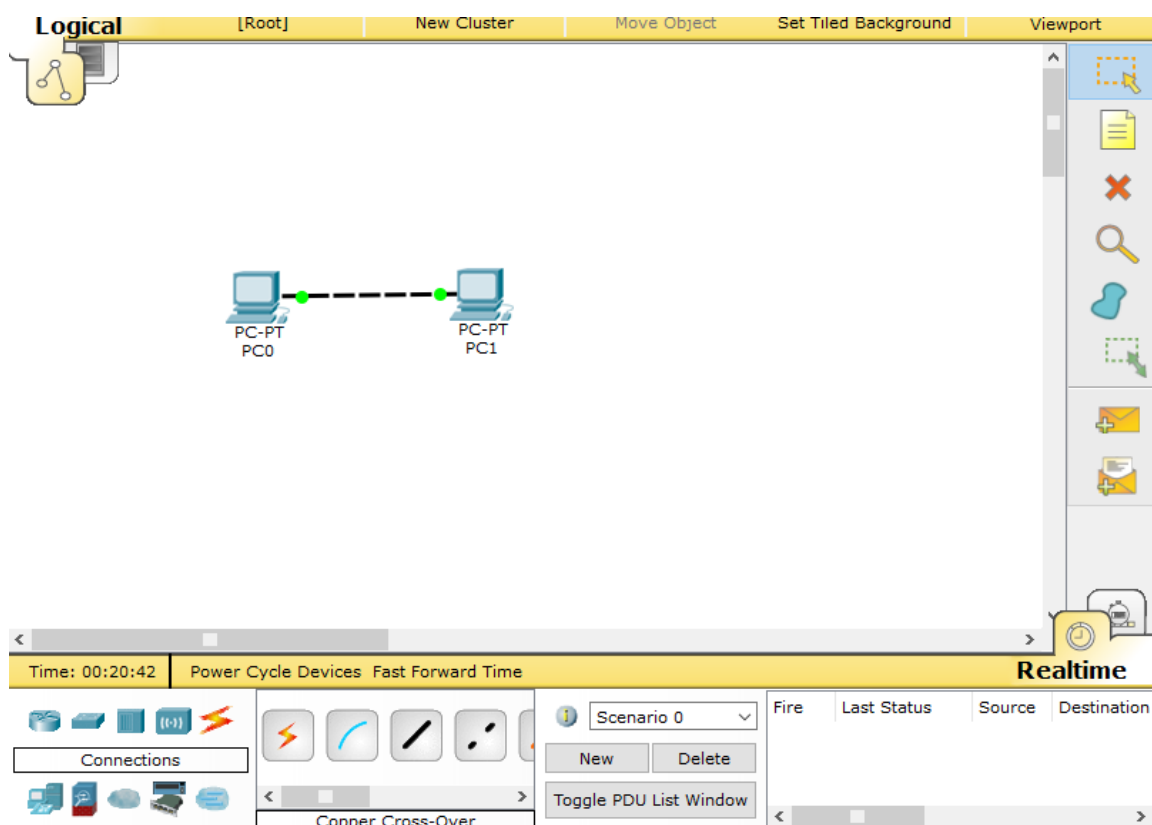 Logical
[Root] New Cluster Move Object Set Tiled Background Viewport
PC-PT
PC0
PC-PT
PC1
Time: 00:20:42 Power Cycle Devices Fast Forward Time Realtime
Connections
Copper Cross-Over
Scenario 0
New Delete
Toggle PDU List Window
Fire Last Status Source Destination